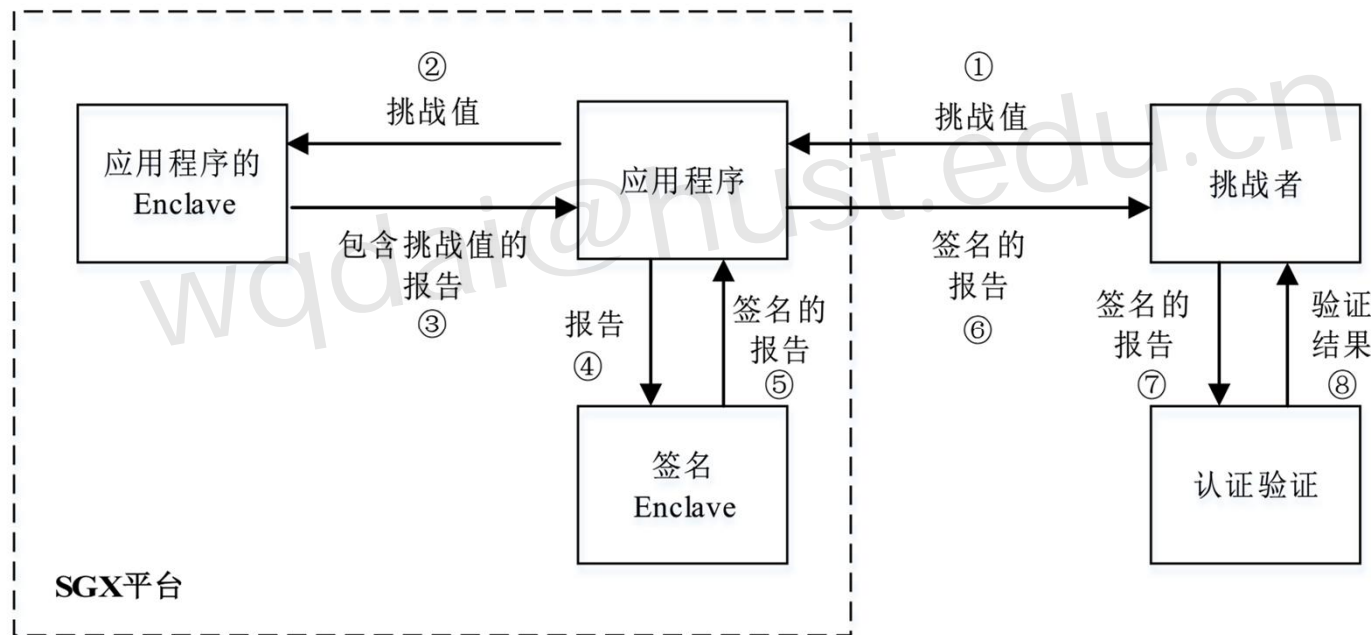 ②
挑战值
①
挑战值
应用程序的
Enclave
应用程序
挑战者
包含挑战值的
报告
③
签名的
报告
⑥
报告
④
签名的
报告
⑤
签名的
报告
⑦
验证
结果
⑧
签名
Enclave
认证验证
SGX平台
wqdai@hust.edu.cn